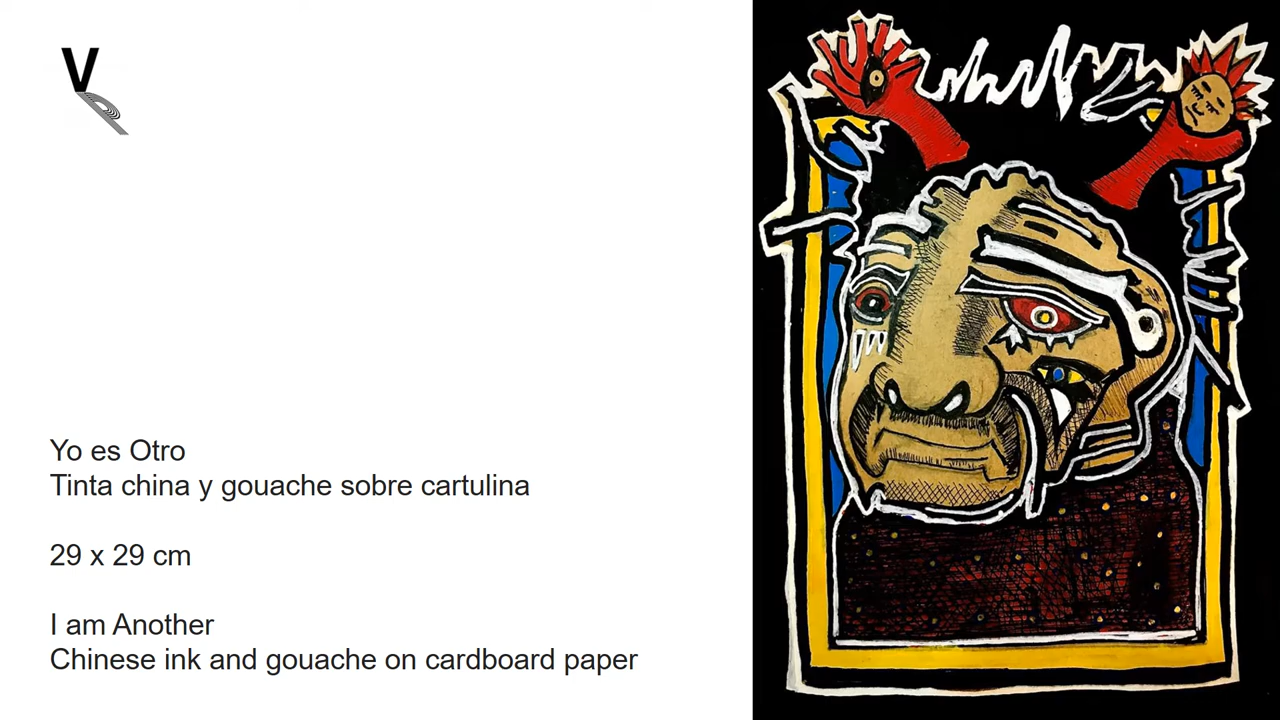 VR
Yo es Otro
Tinta china y gouache sobre cartulina
29 x 29 cm
I am Another
Chinese ink and gouache on cardboard paper